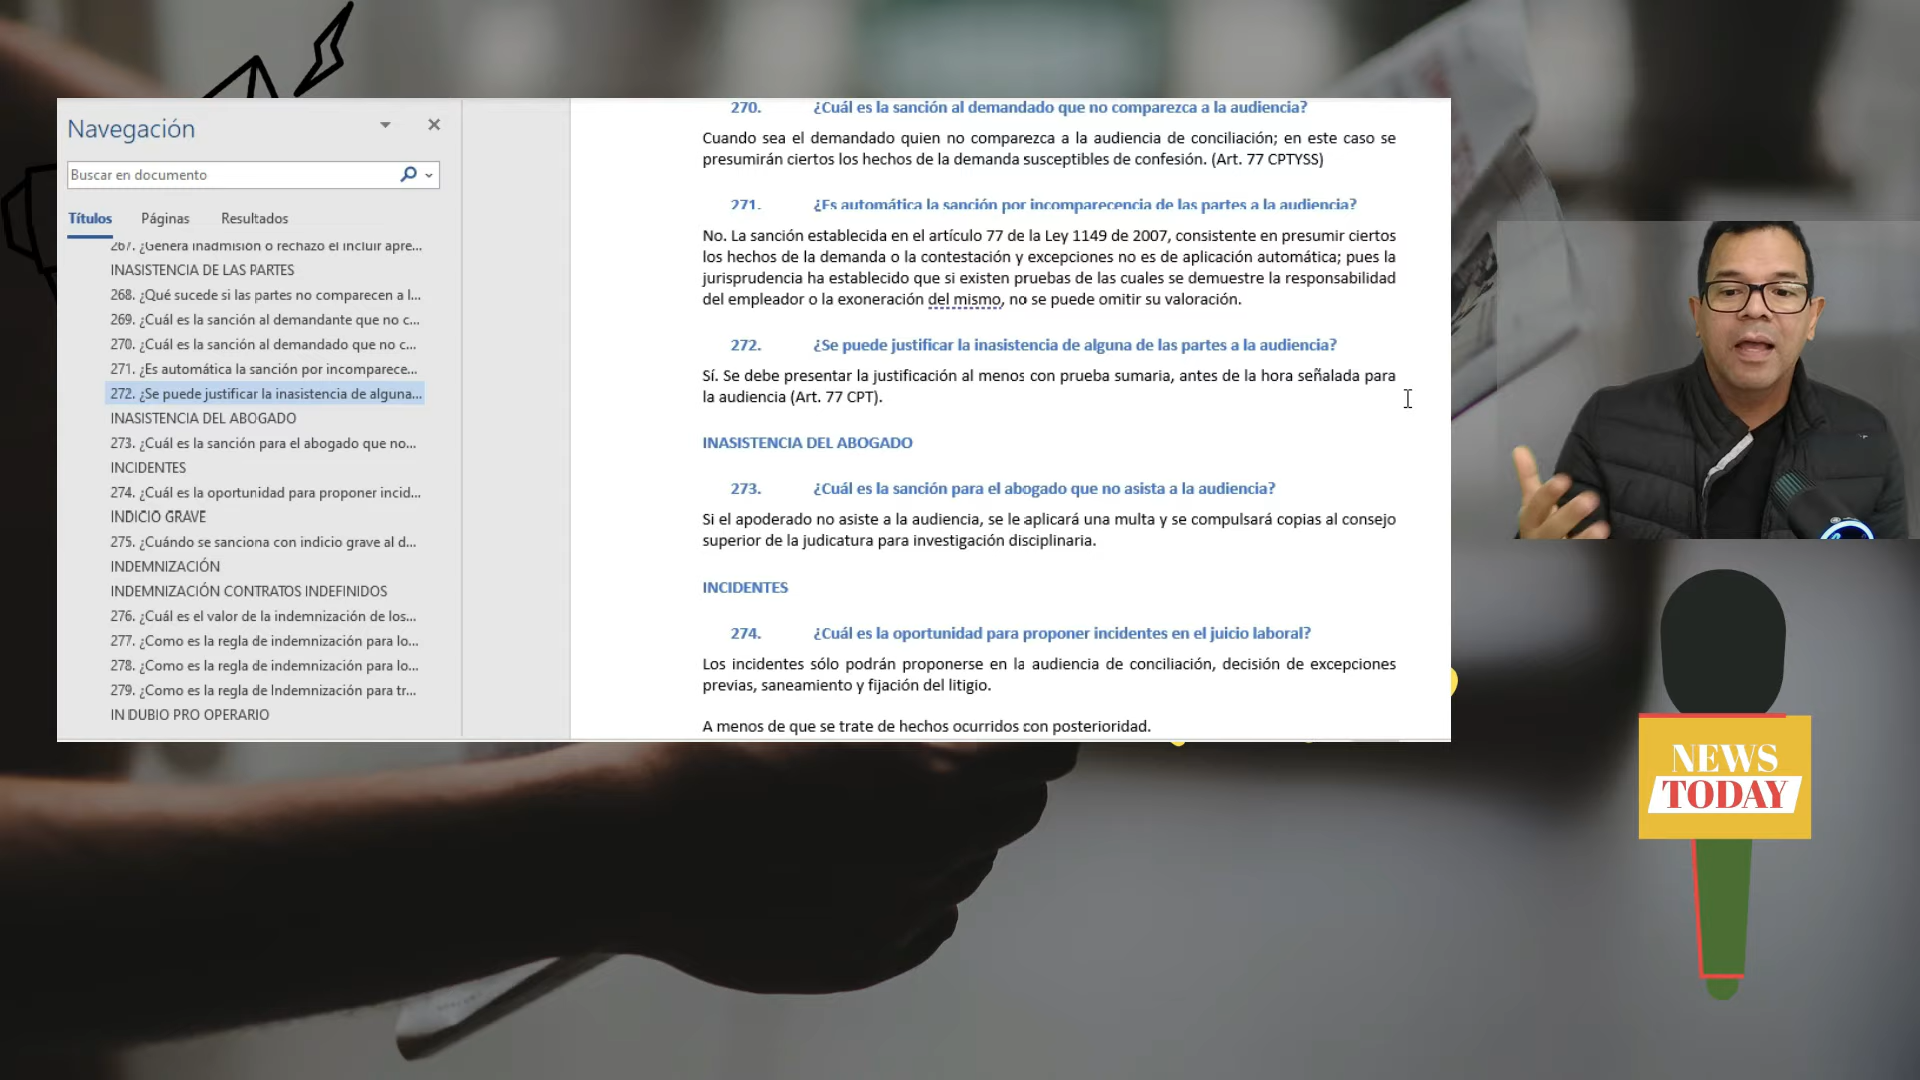 Navegación
Buscar en documento
Títulos
Páginas
Resultados
267. ¿Genera inadmisión o rechazo el incluir apre...
INASISTENCIA DE LAS PARTES
268. ¿Qué sucede si las partes no comparecen a l...
269. ¿Cuál es la sanción al demandante que no c...
270. ¿Cuál es la sanción al demandado que no c...
271. ¿Es automática la sanción por incomparece...
272. ¿Se puede justificar la inasistencia de alguna...
INASISTENCIA DEL ABOGADO
273. ¿Cuál es la sanción para el abogado que no...
INCIDENTES
274. ¿Cuál es la oportunidad para proponer incid...
INDICIO GRAVE
275. ¿Cuándo se sanciona con indicio grave al d...
INDEMNIZACIÓN
INDEMNIZACIÓN CONTRATOS INDEFINIDOS
276. ¿Cuál es el valor de la indemnización de los...
277. ¿Como es la regla de indemnización para lo...
278. ¿Como es la regla de indemnización para lo...
279. ¿Como es la regla de Indemnización para tr...
IN DUBIO PRO OPERARIO
270. ¿Cuál es la sanción al demandado que no comparezca a la audiencia?
Cuando sea el demandado quien no comparezca a la audiencia de conciliación; en este caso se
presumirán ciertos los hechos de la demanda susceptibles de confesión. (Art. 77 CPTYSS)
271. ¿Es automática la sanción por incomparecencia de las partes a la audiencia?
No. La sanción establecida en el artículo 77 de la Ley 1149 de 2007, consistente en presumir ciertos
los hechos de la demanda o la contestación y excepciones no es de aplicación automática; pues la
jurisprudencia ha establecido que si existen pruebas de las cuales se demuestre la responsabilidad
del empleador o la exoneración del mismo, no se puede omitir su valoración.
272. ¿Se puede justificar la inasistencia de alguna de las partes a la audiencia?
Sí. Se debe presentar la justificación al menos con prueba sumaria, antes de la hora señalada para
la audiencia (Art. 77 CPT).
INASISTENCIA DEL ABOGADO
273. ¿Cuál es la sanción para el abogado que no asista a la audiencia?
Si el apoderado no asiste a la audiencia, se le aplicará una multa y se compulsará copias al consejo
superior de la judicatura para investigación disciplinaria.
INCIDENTES
274. ¿Cuál es la oportunidad para proponer incidentes en el juicio laboral?
Los incidentes sólo podrán proponerse en la audiencia de conciliación, decisión de excepciones
previas, saneamiento y fijación del litigio.
A menos de que se trate de hechos ocurridos con posterioridad.
NEWS
TODAY